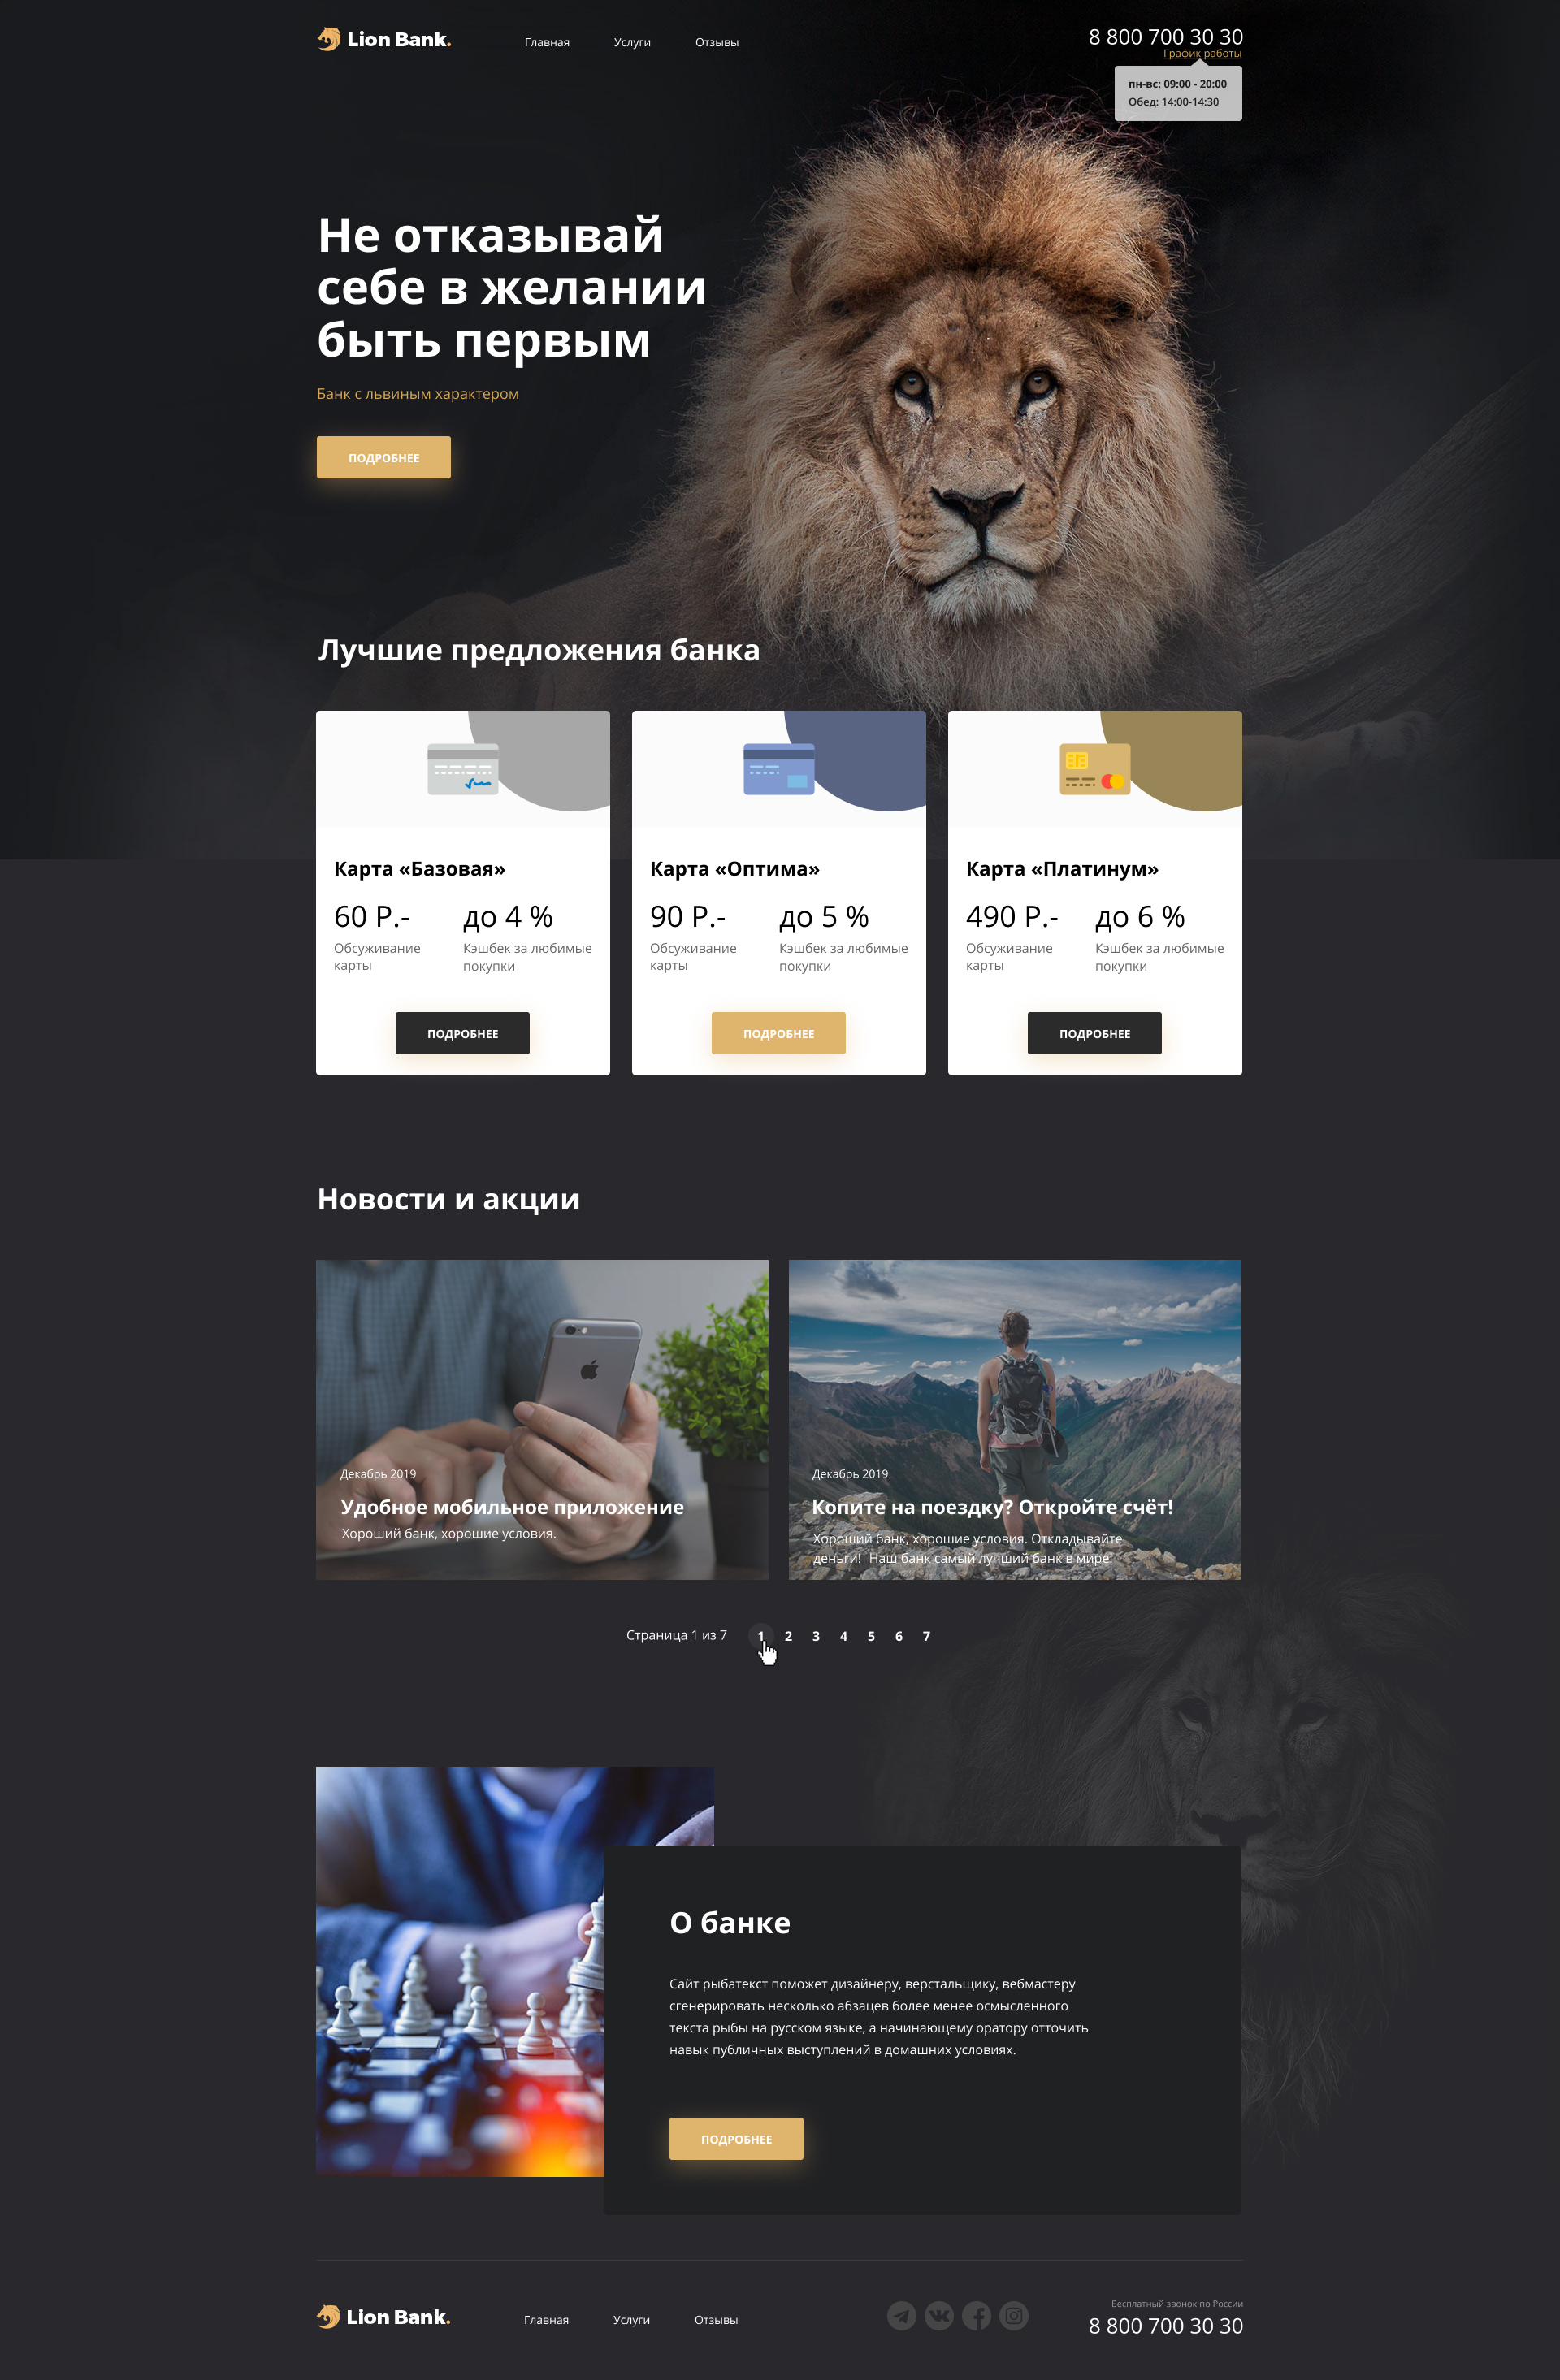 Lion Bank.
Главная
Услуги
Отзывы
8 800 700 30 30
График работы
пн-вс: 09:00 - 20:00
Обед: 14:00-14:30
Не отказывай
себе в желании
быть первым
Банк с львиным характером
ПОДРОБНЕЕ
Лучшие предложения банка
Карта «Базовая»
60 Р.-
до 4 %
Обсуживание
карты
Кэшбек за любимые
покупки
ПОДРОБНЕЕ
Карта «Оптима»
90 Р.-
до 5 %
Обсуживание
карты
Кэшбек за любимые
покупки
ПОДРОБНЕЕ
Карта «Платинум»
490 Р.-
до 6 %
Обсуживание
карты
Кэшбек за любимые
покупки
ПОДРОБНЕЕ
Новости и акции
Декабрь 2019
Удобное мобильное приложение
Хороший банк, хорошие условия.
Декабрь 2019
Копите на поездку? Откройте счёт!
Хороший банк, хорошие условия. Откладывайте
деньги! Наш банк самый лучший банк в мире!
Страница 1 из 7
1 2 3 4 5 6 7
О банке
Сайт рыбатекст поможет дизайнеру, верстальщику, вебмастеру
сгенерировать несколько абзацев более менее осмысленного
текста рыбы на русском языке, а начинающему оратору отточить
навык публичных выступлений в домашних условиях.
ПОДРОБНЕЕ
Lion Bank.
Главная
Услуги
Отзывы
Бесплатный звонок по России
8 800 700 30 30